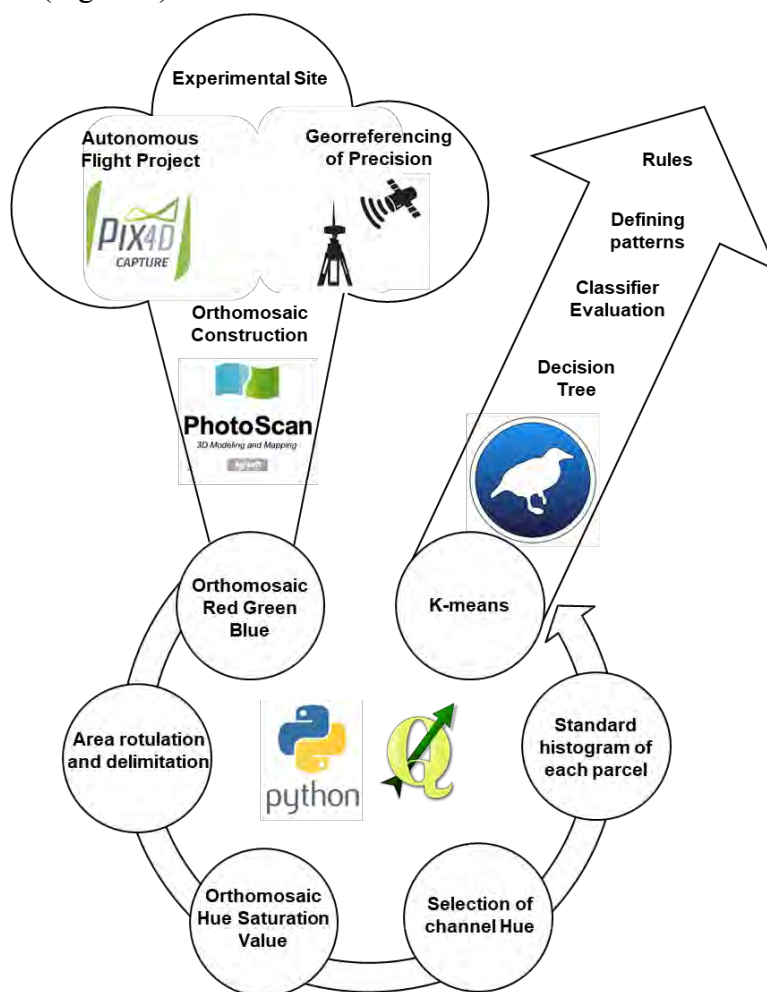 Experimental Site
Autonomous
Flight Project
Georreferencing
of Precision
PIX4D
CAPTURE
Orthomosaic
Construction
PhotoScan
3D Modeling and Mapping
Agisoft
Decision
Tree
Classifier
Evaluation
Defining
patterns
Rules
Orthomosaic
Red Green
Blue
K-means
Area rotulation
and delimitation
python
Standard
histogram of
each parcel
Orthomosaic
Hue Saturation
Value
Selection of
channel Hue